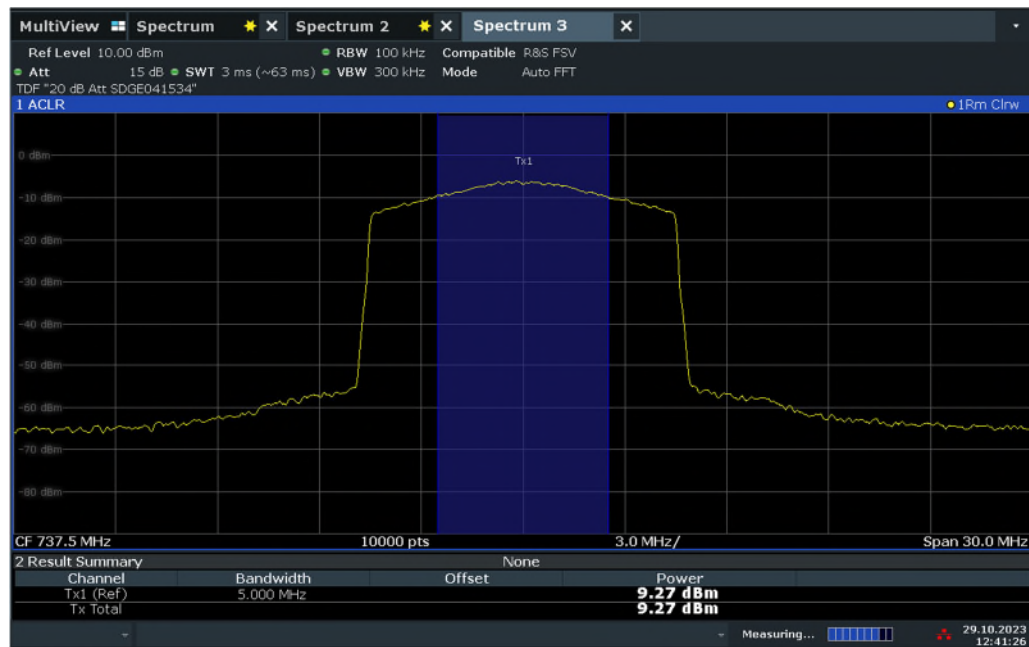 MultiView Spectrum X Spectrum 2 X Spectrum 3 X
Ref Level 10.00 dBm RBW 100 kHz Compatible R&S FSV
Att 15 dB SWT 3 ms (~63 ms) VBW 300 kHz Mode Auto FFT
TDF "20 dB Att SDGE041534"
1 ACLR 1Rm Clrw
0 dBm
Tx1
-10 dBm
-20 dBm
-30 dBm
-40 dBm
-50 dBm
-60 dBm
-70 dBm
-80 dBm
CF 737.5 MHz 10000 pts 3.0 MHz/ Span 30.0 MHz
2 Result Summary None
Channel Bandwidth Offset Power
Tx1 (Ref) 5.000 MHz 9.27 dBm
Tx Total 9.27 dBm
Measuring... 29.10.2023
12:41:26